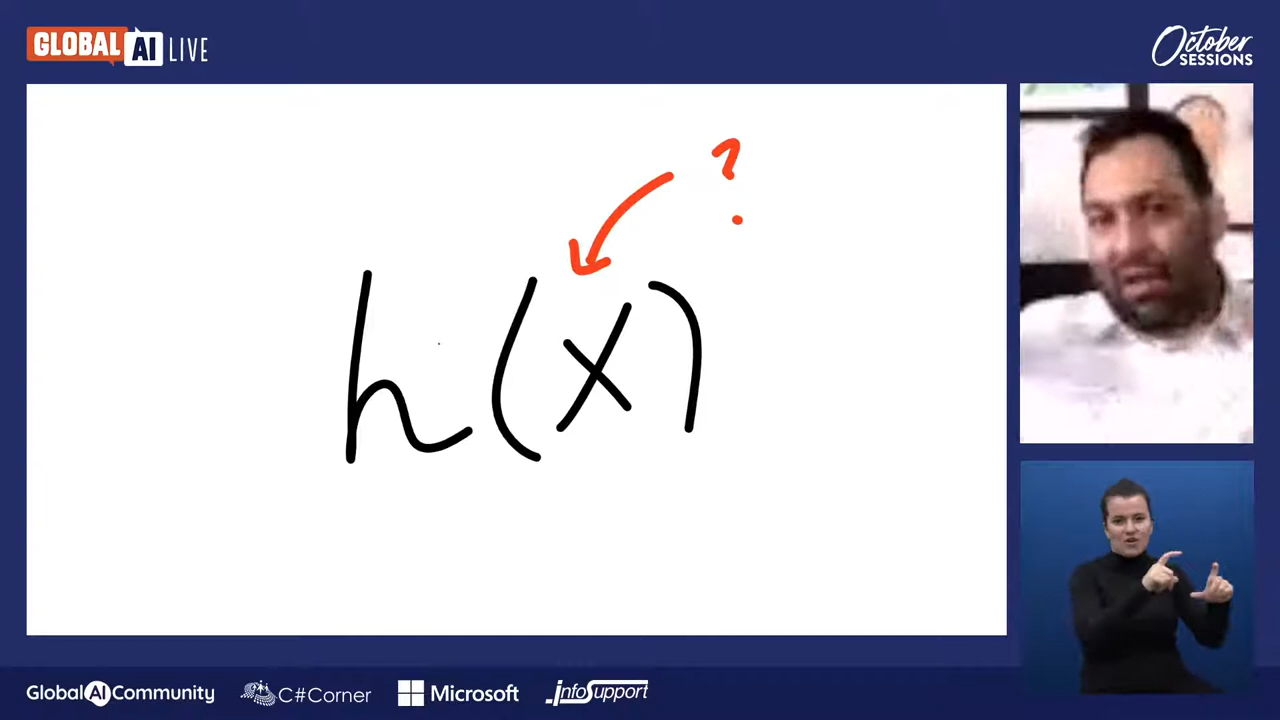 GLOBAL AI LIVE
October
SESSIONS
?
h(x)
Global AI Community
C#Corner
Microsoft
infoSupport